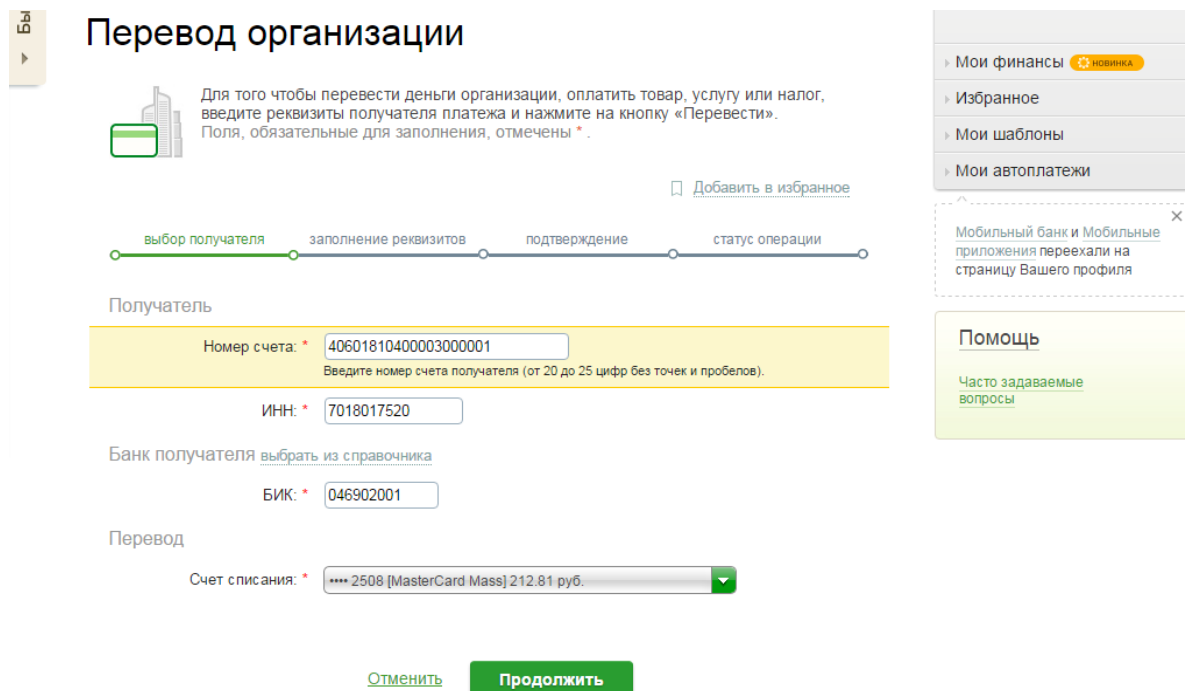 Бы
Перевод организации
Для того чтобы перевести деньги организации, оплатить товар, услугу или налог,
введите реквизиты получателя платежа и нажмите на кнопку «Перевести».
Поля, обязательные для заполнения, отмечены * .
Добавить в избранное
выбор получателя заполнение реквизитов подтверждение статус операции
Получатель
Номер счета: * 40601810400003000001
Введите номер счета получателя (от 20 до 25 цифр без точек и пробелов).
ИНН: * 7018017520
Банк получателя выбрать из справочника
БИК: * 046902001
Перевод
Счет списания: * •••• 2508 [MasterCard Mass] 212.81 руб.
Отменить Продолжить
Мои финансы НОВИНКА
Избранное
Мои шаблоны
Мои автоплатежи
Мобильный банк и Мобильные
приложения переехали на
страницу Вашего профиля
Помощь
Часто задаваемые
вопросы